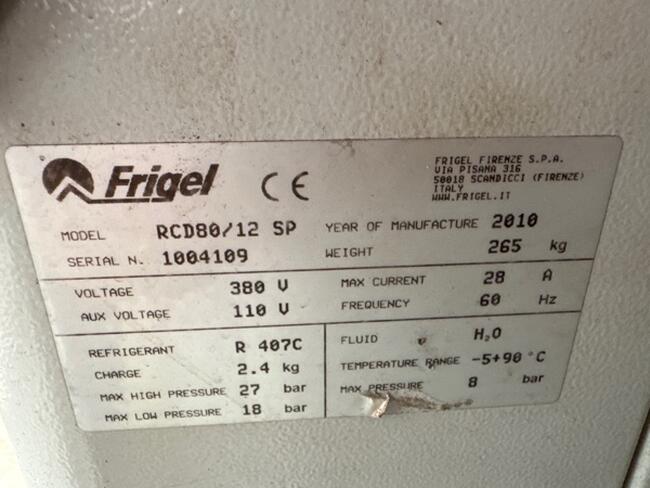 Frigel CE
FRIGEL FIRENZE S.P.A.
VIA PISANA 316
50018 SCANDICCI (FIRENZE)
ITALY
WWW.FRIGEL.IT
MODEL RCD80/12 SP YEAR OF MANUFACTURE 2010
SERIAL N. 1004109 WEIGHT 265 kg
VOLTAGE 380 V MAX CURRENT 28 A
AUX VOLTAGE 110 V FREQUENCY 60 Hz
REFRIGERANT R 407C FLUID H₂O
CHARGE 2.4 kg TEMPERATURE RANGE -5+90 °C
MAX HIGH PRESSURE 27 bar MAX PRESSURE 8 bar
MAX LOW PRESSURE 18 bar